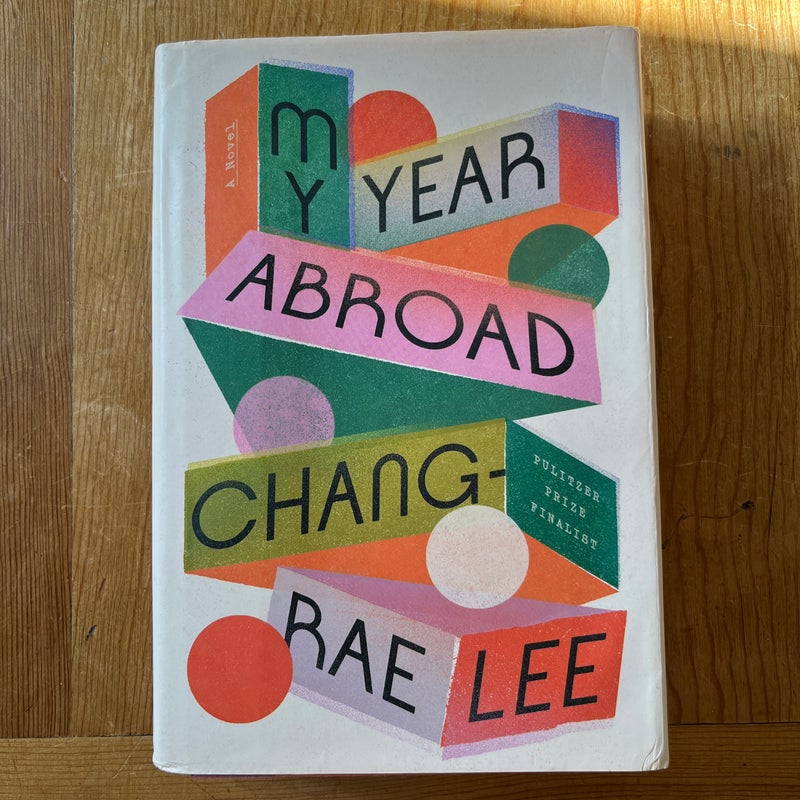 A Novel
MY
YEAR
ABROAD
CHANG-
PULITZER
PRIZE
FINALIST
RAE
LEE